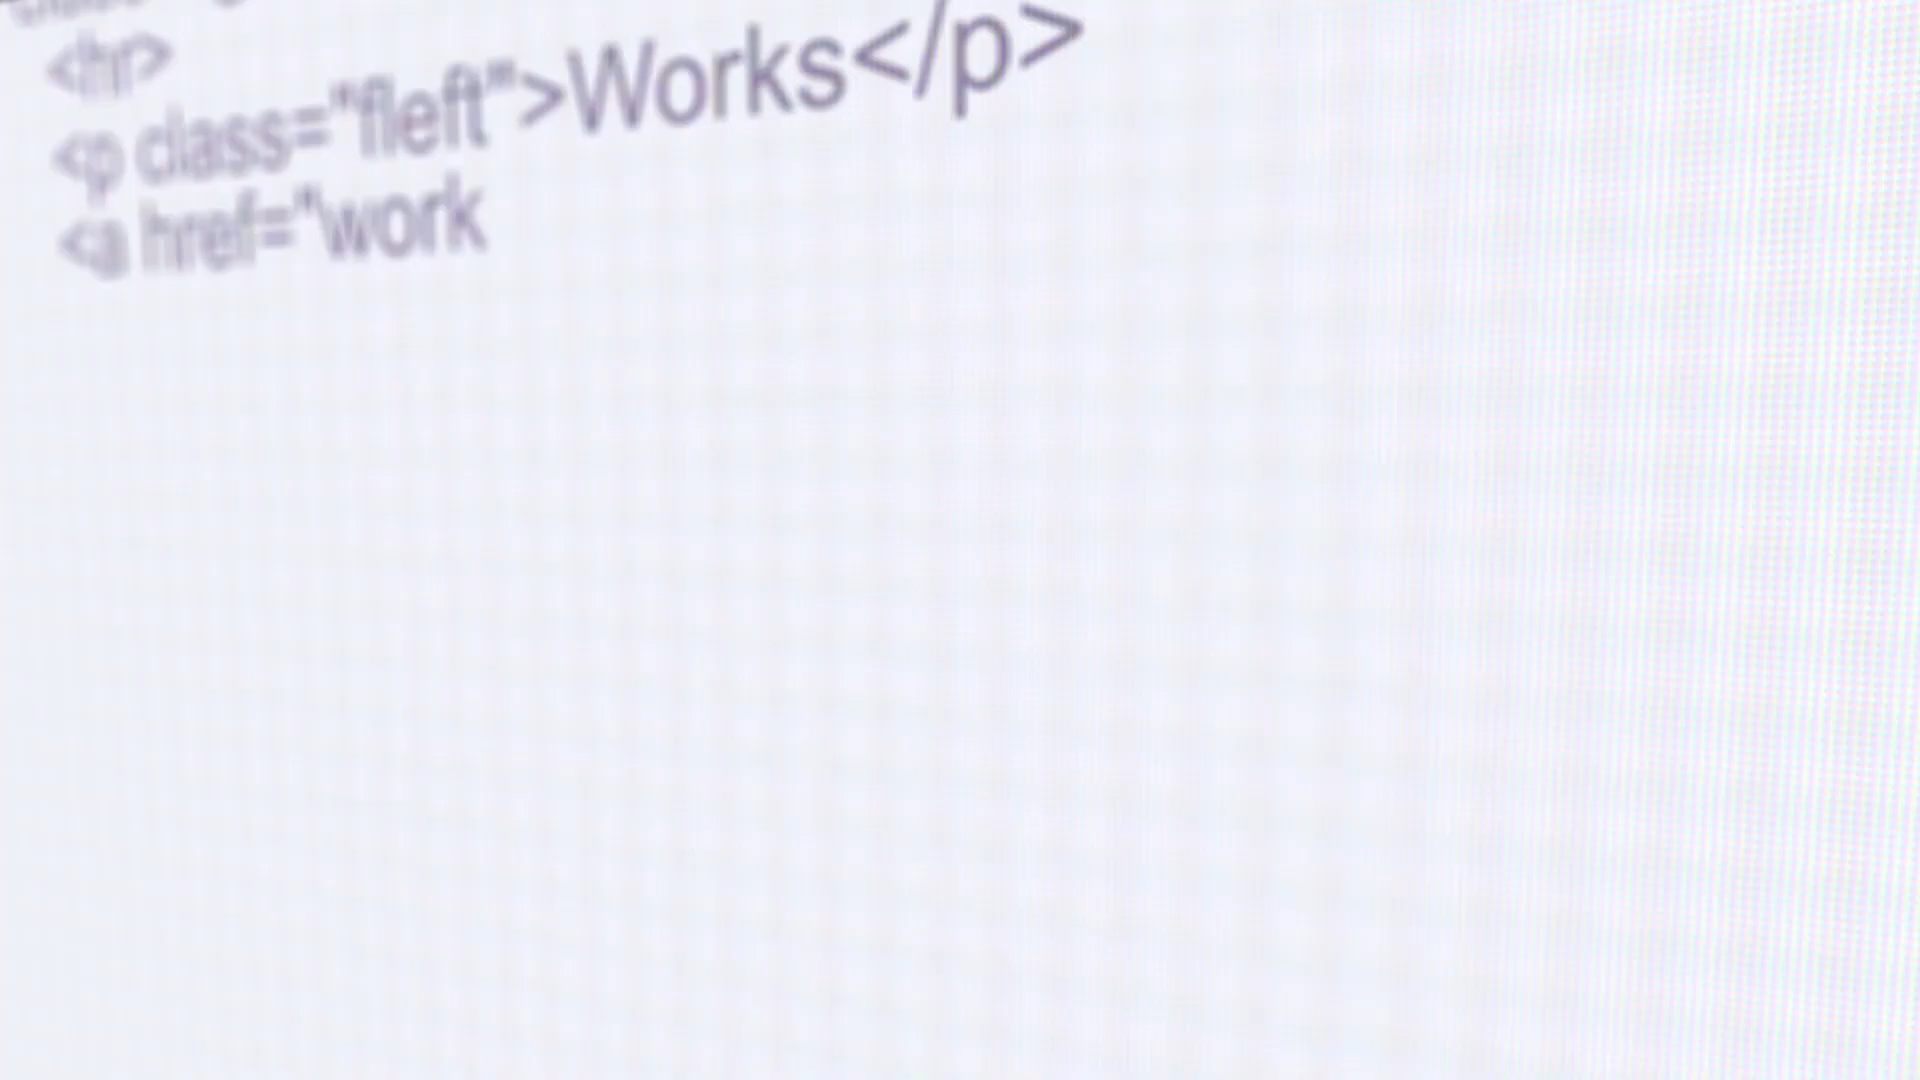 <hr>
<p class="fleft">Works</p>
<a href="work